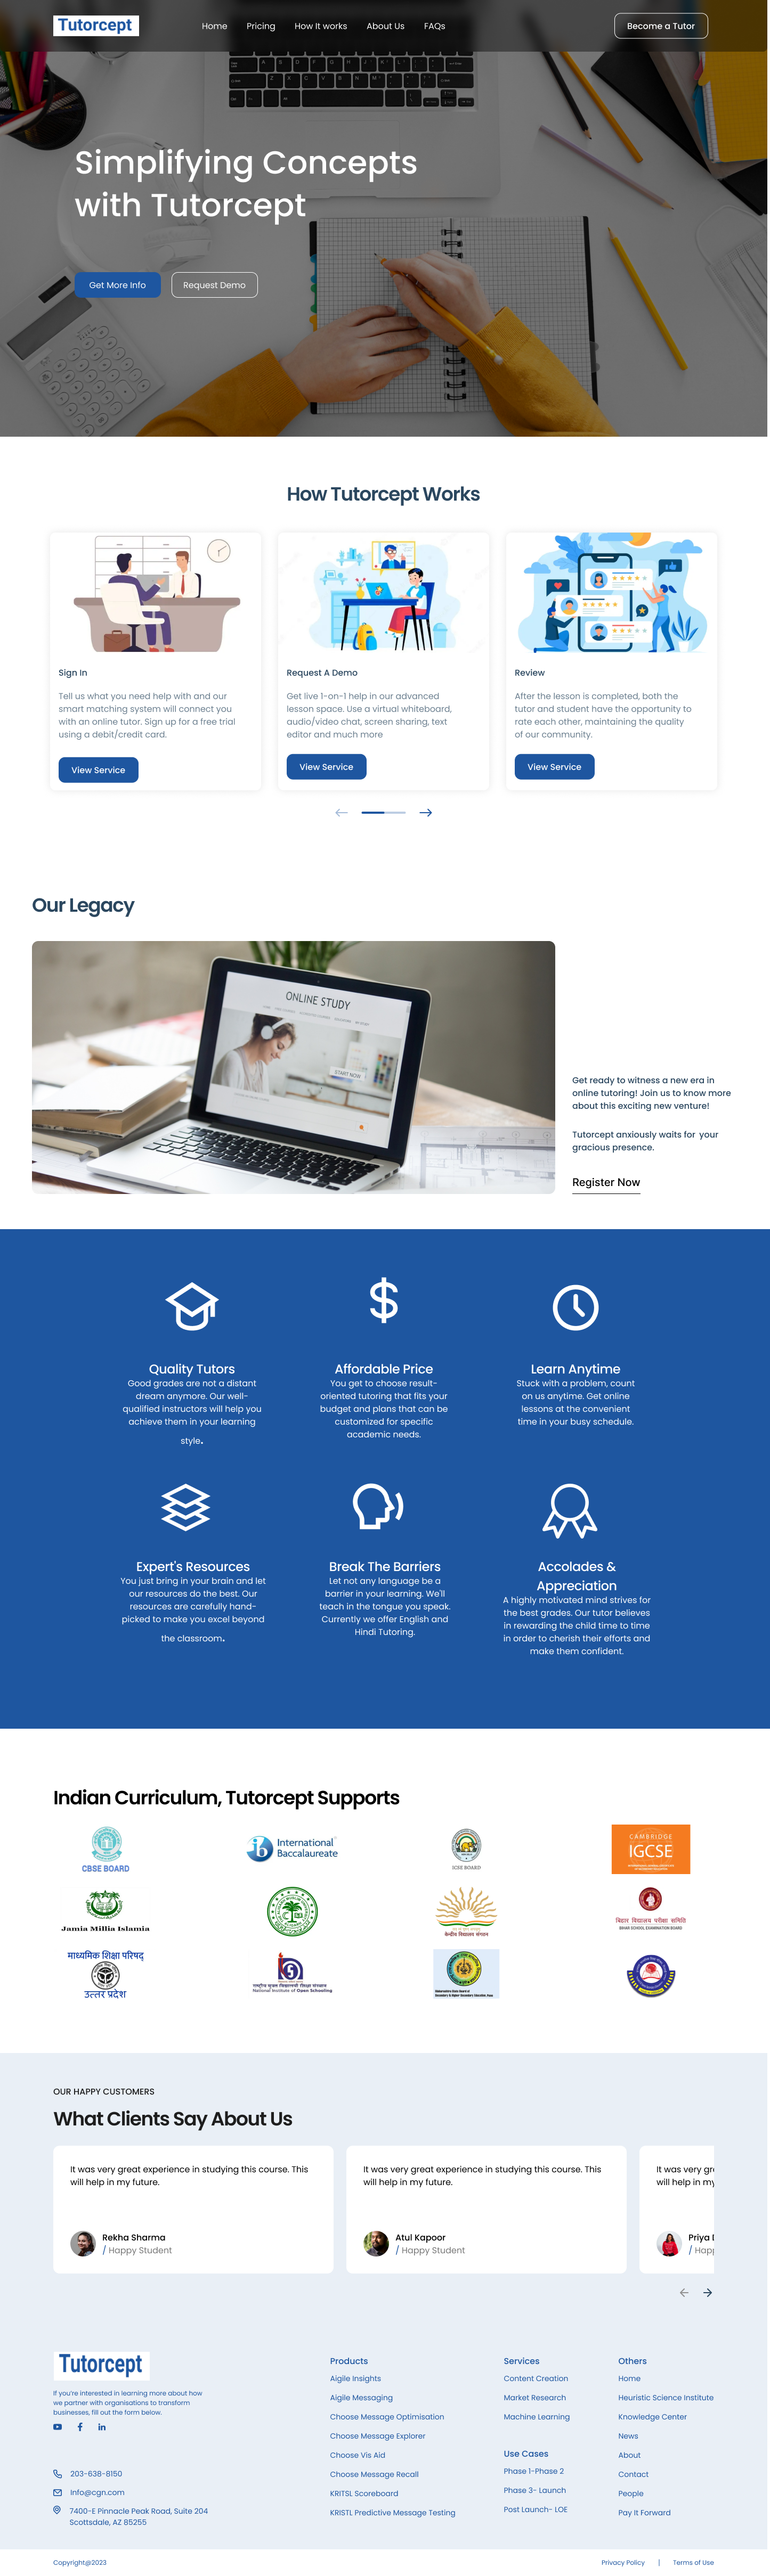 Tutorcept
Home
Pricing
How It works
About Us
FAQs
Become a Tutor
Simplifying Concepts
with Tutorcept
Get More Info
Request Demo
How Tutorcept Works
Sign In
Tell us what you need help with and our
smart matching system will connect you
with an online tutor. Sign up for a free trial
using a debit/credit card.
View Service
Request A Demo
Get live 1-on-1 help in our advanced
lesson space. Use a virtual whiteboard,
audio/video chat, screen sharing, text
editor and much more
View Service
Review
After the lesson is completed, both the
tutor and student have the opportunity to
rate each other, maintaining the quality
of our community.
View Service
Our Legacy
ONLINE STUDY
START NOW
Get ready to witness a new era in
online tutoring! Join us to know more
about this exciting new venture!
Tutorcept anxiously waits for your
gracious presence.
Register Now
Quality Tutors
Good grades are not a distant
dream anymore. Our well-
qualified instructors will help you
achieve them in your learning
style.
Affordable Price
You get to choose result-
oriented tutoring that fits your
budget and plans that can be
customized for specific
academic needs.
Learn Anytime
Stuck with a problem, count
on us anytime. Get online
lessons at the convenient
time in your busy schedule.
Expert's Resources
You just bring in your brain and let
our resources do the best. Our
resources are carefully hand-
picked to make you excel beyond
the classroom.
Break The Barriers
Let not any language be a
barrier in your learning. We'll
teach in the tongue you speak.
Currently we offer English and
Hindi Tutoring.
Accolades &
Appreciation
A highly motivated mind strives for
the best grades. Our tutor believes
in rewarding the child time to time
in order to cherish their efforts and
make them confident.
Indian Curriculum, Tutorcept Supports
CBSE BOARD
International
Baccalaureate
ICSE BOARD
CAMBRIDGE
IGCSE
Jamia Millia Islamia
केन्द्रीय विद्यालय संगठन
बिहार विद्यालय परीक्षा समिति
BIHAR SCHOOL EXAMINATION BOARD
माध्यमिक शिक्षा परिषद्
उत्तर प्रदेश
राष्ट्रीय मुक्त विद्यालयी शिक्षा संस्थान
National Institute of Open Schooling
Maharashtra State Board of
Secondary & Higher Secondary Education, Pune
OUR HAPPY CUSTOMERS
What Clients Say About Us
It was very great experience in studying this course. This
will help in my future.
Rekha Sharma
/ Happy Student
It was very great experience in studying this course. This
will help in my future.
Atul Kapoor
/ Happy Student
It was very gr
will help in my
Priya
/ Happ
Tutorcept
If you're interested in learning more about how
we partner with organisations to transform
businesses, fill out the form below.
203-638-8150
Info@cgn.com
7400-E Pinnacle Peak Road, Suite 204
Scottsdale, AZ 85255
Products
Aigile Insights
Aigile Messaging
Choose Message Optimisation
Choose Message Explorer
Choose Vis Aid
Choose Message Recall
KRITSL Scoreboard
KRISTL Predictive Message Testing
Services
Content Creation
Market Research
Machine Learning
Use Cases
Phase 1-Phase 2
Phase 3- Launch
Post Launch- LOE
Others
Home
Heuristic Science Institute
Knowledge Center
News
About
Contact
People
Pay It Forward
Copyright@2023
Privacy Policy
|
Terms of Use